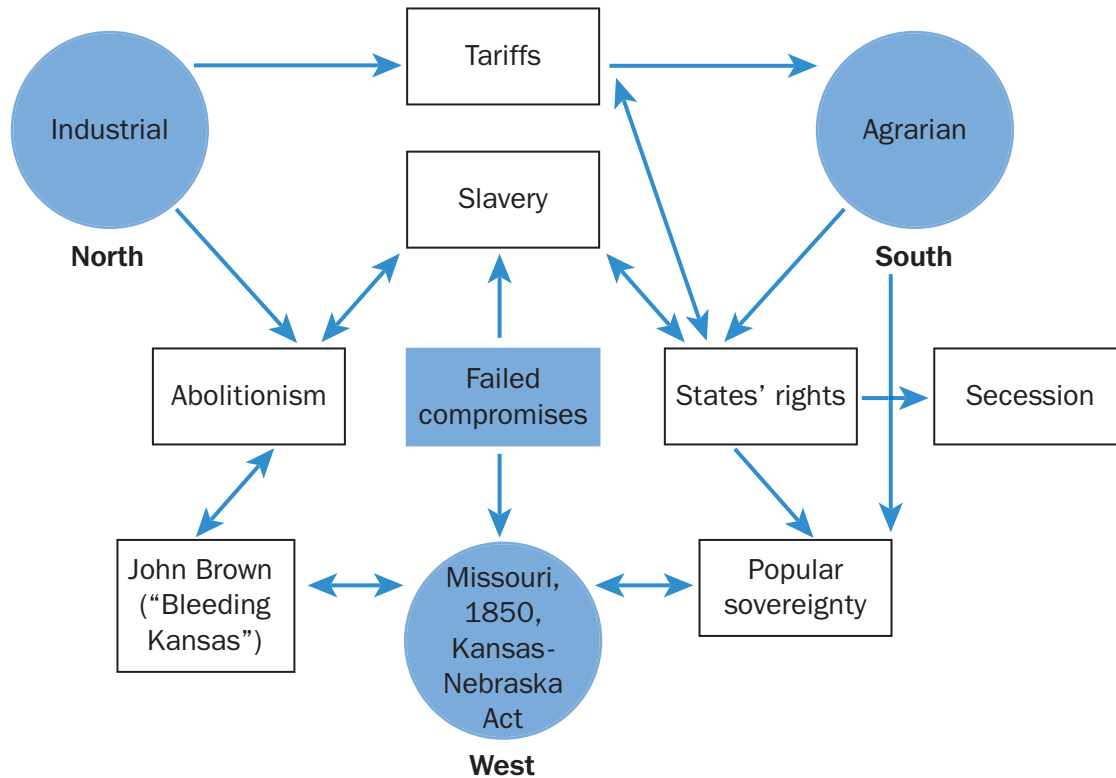 Tariffs
Industrial
Agrarian
Slavery
North
South
Abolitionism
Failed
compromises
States’ rights
Secession
John Brown
(“Bleeding
Kansas”)
Missouri,
1850,
Kansas-
Nebraska
Act
Popular
sovereignty
West